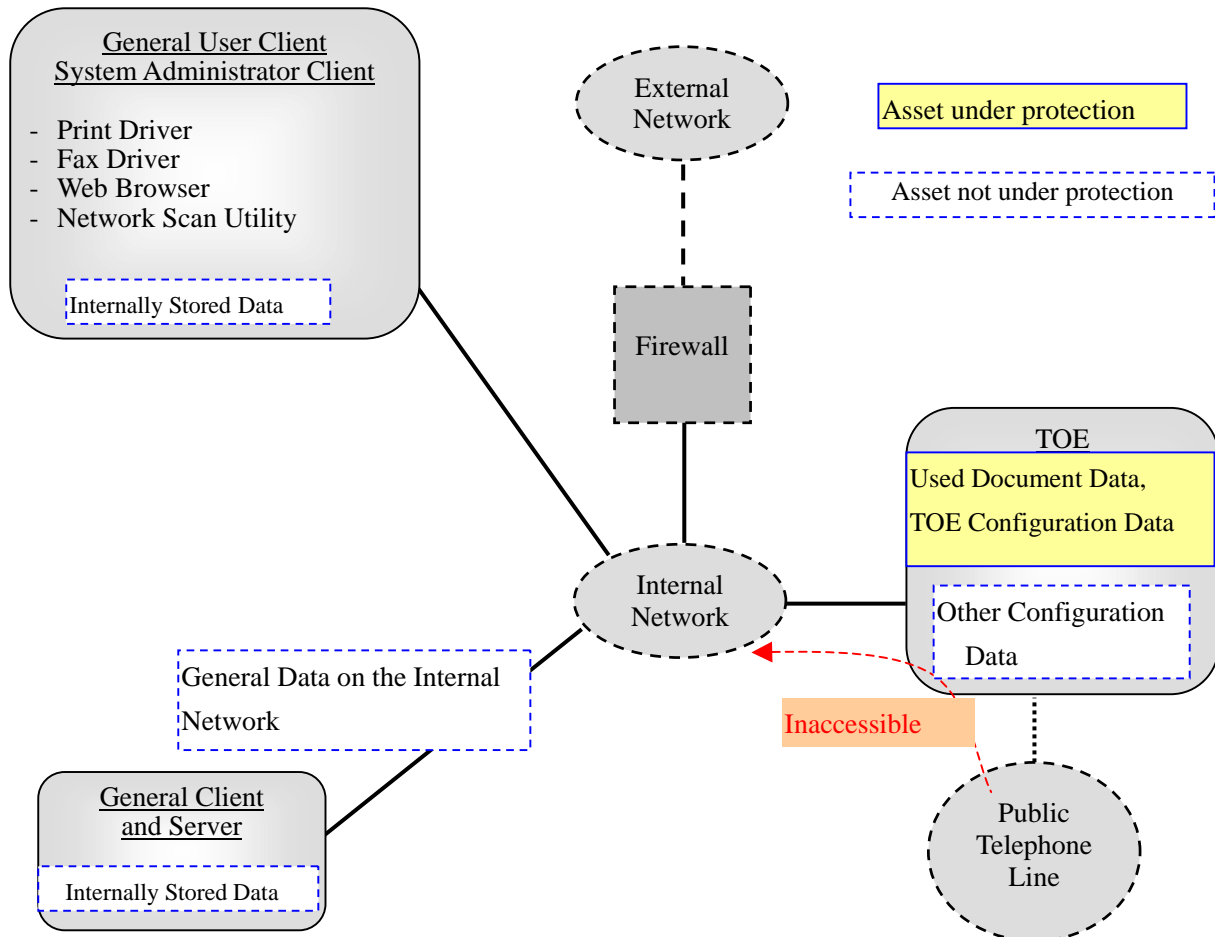 General User Client
System Administrator Client
- Print Driver
- Fax Driver
- Web Browser
- Network Scan Utility
Internally Stored Data
External
Network
Asset under protection
Asset not under protection
Firewall
TOE
Used Document Data,
TOE Configuration Data
Other Configuration
Data
Internal
Network
General Data on the Internal
Network
Inaccessible
General Client
and Server
Internally Stored Data
Public
Telephone
Line